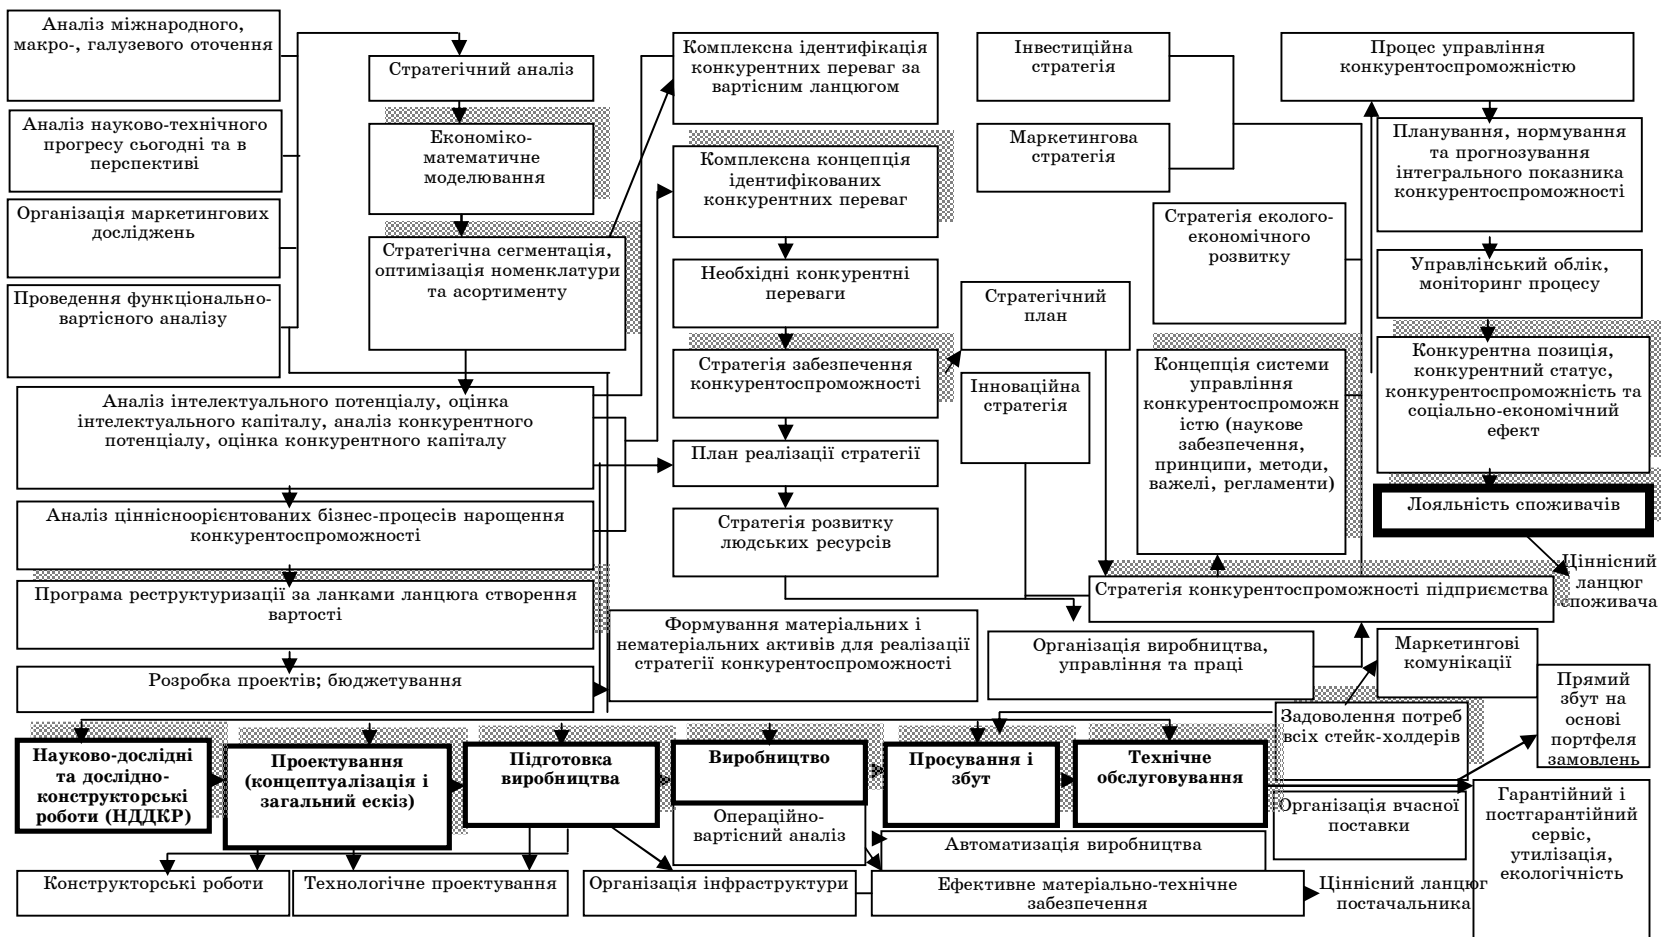 Аналіз міжнародного,
макро-, галузевого оточення
Аналіз науково-технічного
прогресу сьогодні та в
перспективі
Організація маркетингових
досліджень
Проведення функціонально-
вартісного аналізу
Стратегічний аналіз
Економіко-
математичне
моделювання
Стратегічна сегментація,
оптимізація номенклатури
та асортименту
Аналіз інтелектуального потенціалу, оцінка
інтелектуального капіталу, аналіз конкурентного
потенціалу, оцінка конкурентного капіталу
Аналіз ціннісноорієнтованих бізнес-процесів нарощення
конкурентоспроможності
Програма реструктуризації за ланками ланцюга створення
вартості
Розробка проектів; бюджетування
Комплексна ідентифікація
конкурентних переваг за
вартісним ланцюгом
Комплексна концепція
ідентифікованих
конкурентних переваг
Необхідні конкурентні
переваги
Стратегія забезпечення
конкурентоспроможності
План реалізації стратегії
Стратегія розвитку
людських ресурсів
Формування матеріальних і
нематеріальних активів для реалізації
стратегії конкурентоспроможності
Інвестиційна
стратегія
Маркетингова
стратегія
Стратегія еколого-
економічного
розвитку
Стратегічний
план
Інноваційна
стратегія
Концепція системи
управління
конкурентоспроможн
істю (наукове
забезпечення,
принципи, методи,
важелі, регламенти)
Процес управління
конкурентоспроможністю
Планування, нормування
та прогнозування
інтегрального показника
конкурентоспроможності
Управлінський облік,
моніторинг процесу
Конкурентна позиція,
конкурентний статус,
конкурентоспроможність та
соціально-економічний
ефект
Лояльність споживачів
Ціннісний
ланцюг
споживача
Стратегія конкурентоспроможності підприємства
Організація виробництва,
управління та праці
Маркетингові
комунікації
Прямий
збут на
основі
портфеля
замовлень
Задоволення потреб
всіх стейк-холдерів
Науково-дослідні
та дослідно-
конструкторські
роботи (НДДКР)
Проектування
(концептуалізація і
загальний ескіз)
Підготовка
виробництва
Виробництво
Просування і
збут
Технічне
обслуговування
Організація вчасної
поставки
Гарантійний і
постгарантійний
сервіс,
утилізація,
екологічність
Операційно-
вартісний аналіз
Автоматизація виробництва
Конструкторські роботи
Технологічне проектування
Організація інфраструктури
Ефективне матеріально-технічне
забезпечення
Ціннісний ланцюг
постачальника